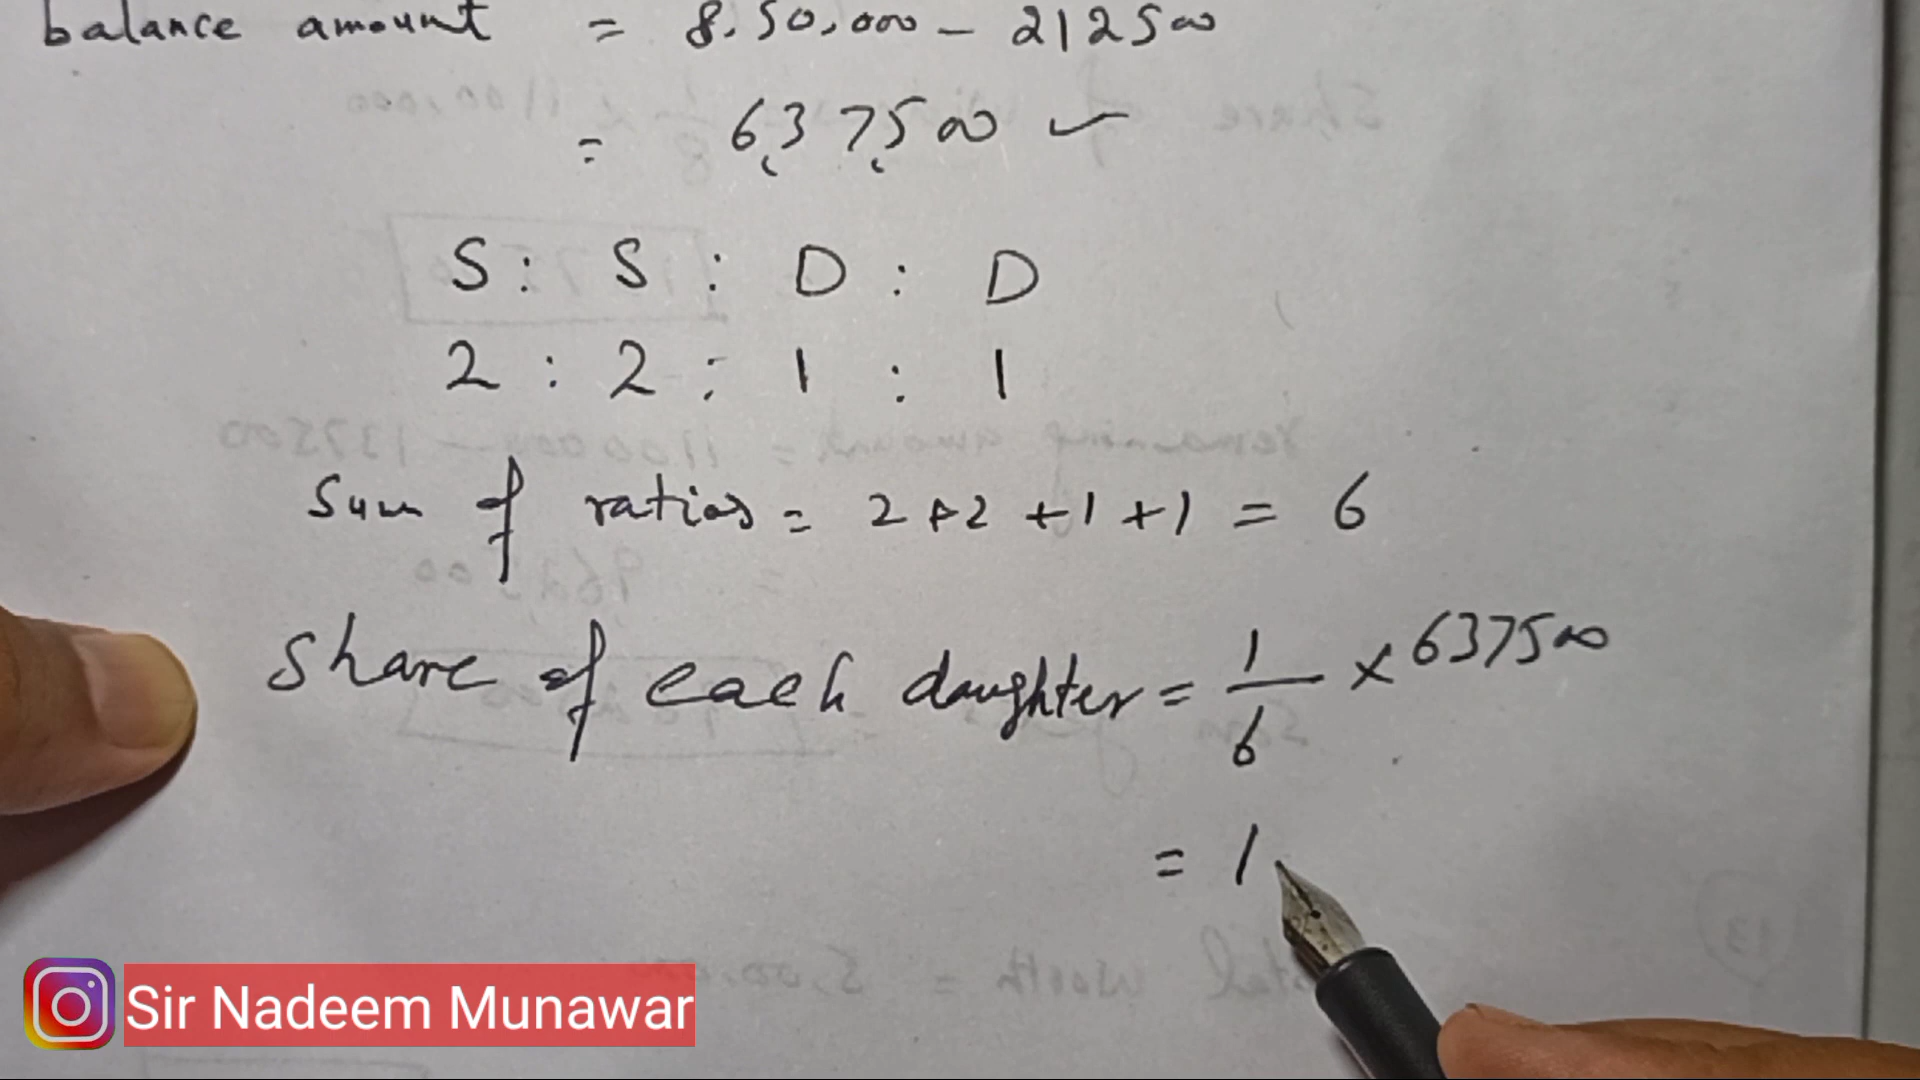 balance amount = 8,50,000 - 212500
= 6,37,500
S : S : D : D
2 : 2 : 1 : 1
Sum of ratios = 2+2+1+1 = 6
Share of each daughter = 1/6 × 637500
= 1
Sir Nadeem Munawar